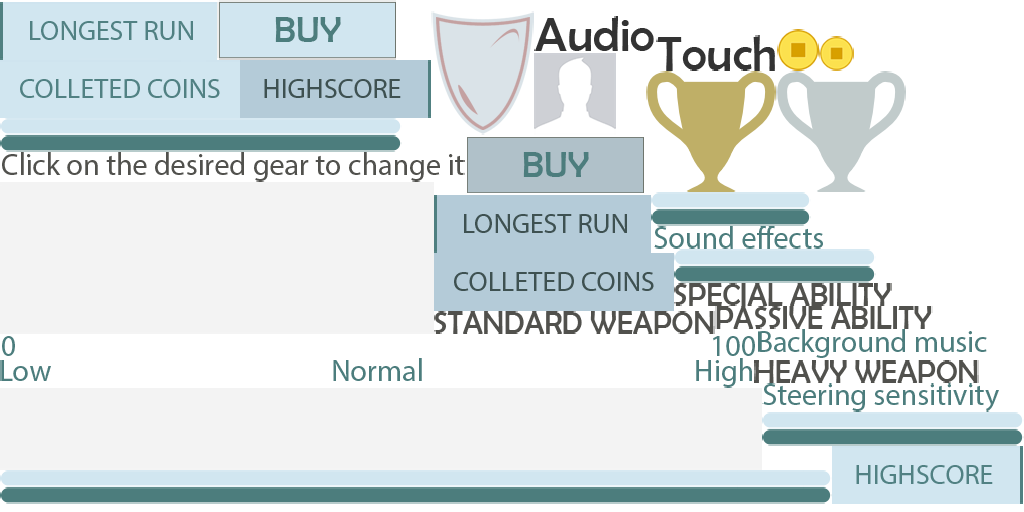 LONGEST RUN
BUY
Audio
Touch
COLLETED COINS
HIGHSCORE
Click on the desired gear to change it
BUY
LONGEST RUN
Sound effects
COLLETED COINS
SPECIAL ABILITY
STANDARD WEAPON
PASSIVE ABILITY
0
100
Background music
Low
Normal
High
HEAVY WEAPON
Steering sensitivity
HIGHSCORE